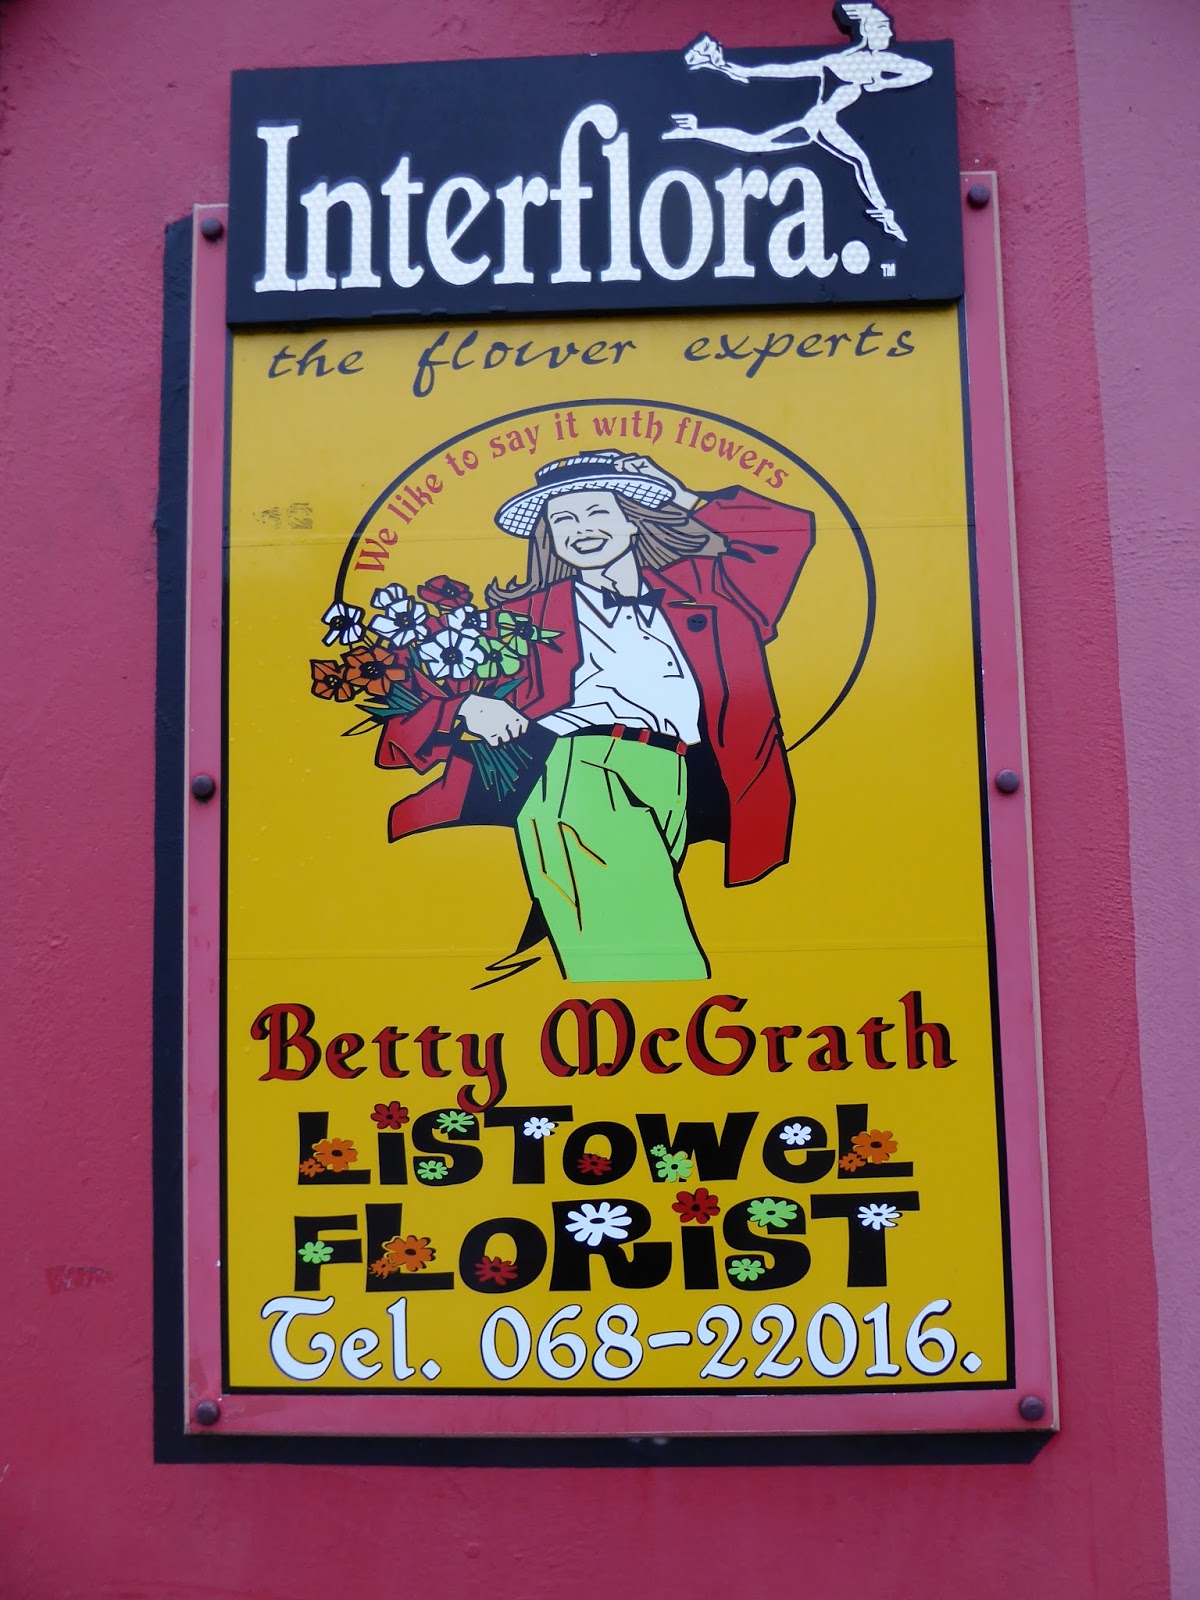 Interflora.
TM
the flower experts
We like to say it with flowers
Betty McGrath
LiSTOWeL
FLORiST
Tel. 068-22016.